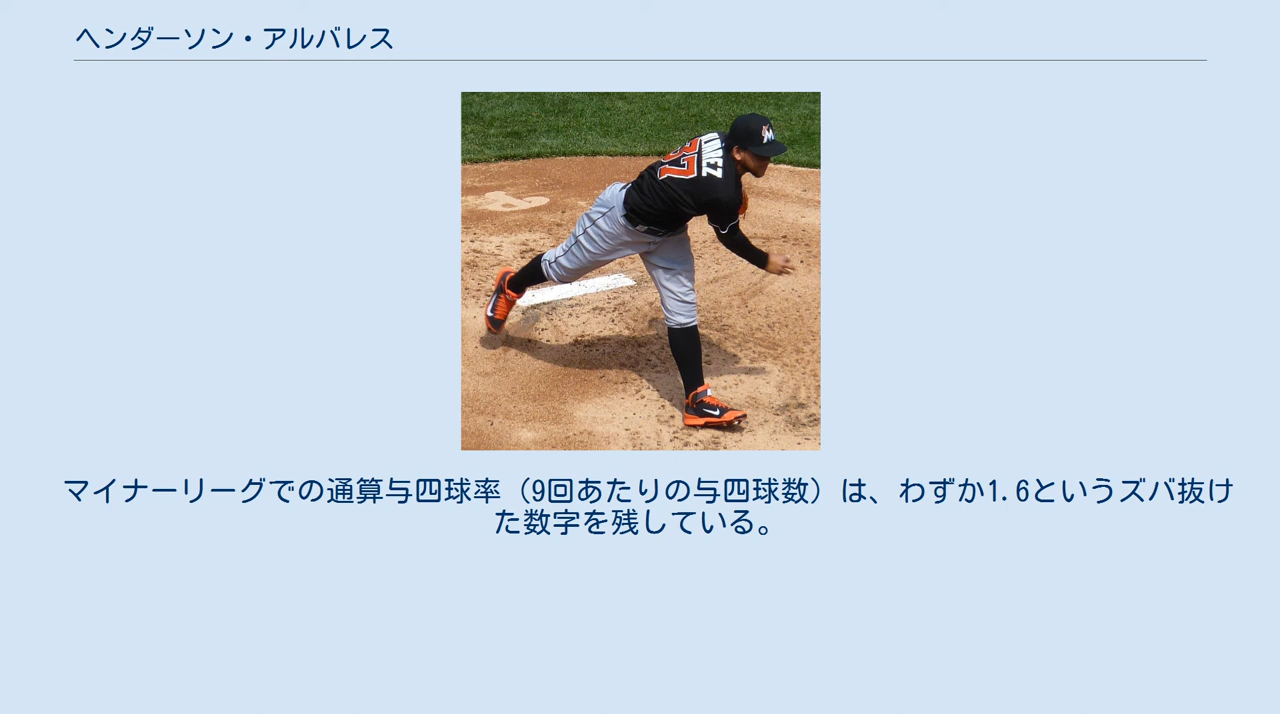 ヘンダーソン・アルバレス
37
マイナーリーグでの通算与四球率（9回あたりの与四球数）は、わずか1.6というズバ抜け
た数字を残している。